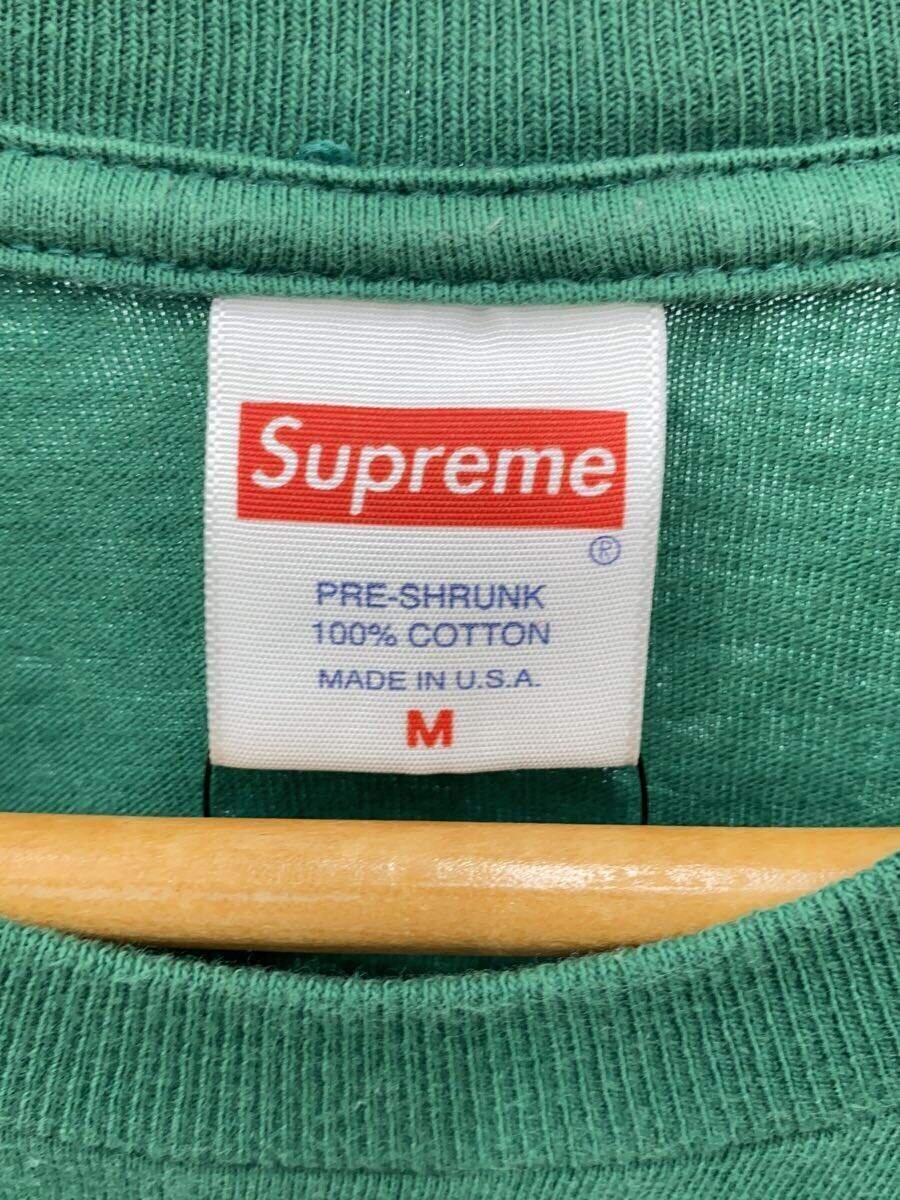 Supreme
®
PRE-SHRUNK
100% COTTON
MADE IN U.S.A.
M